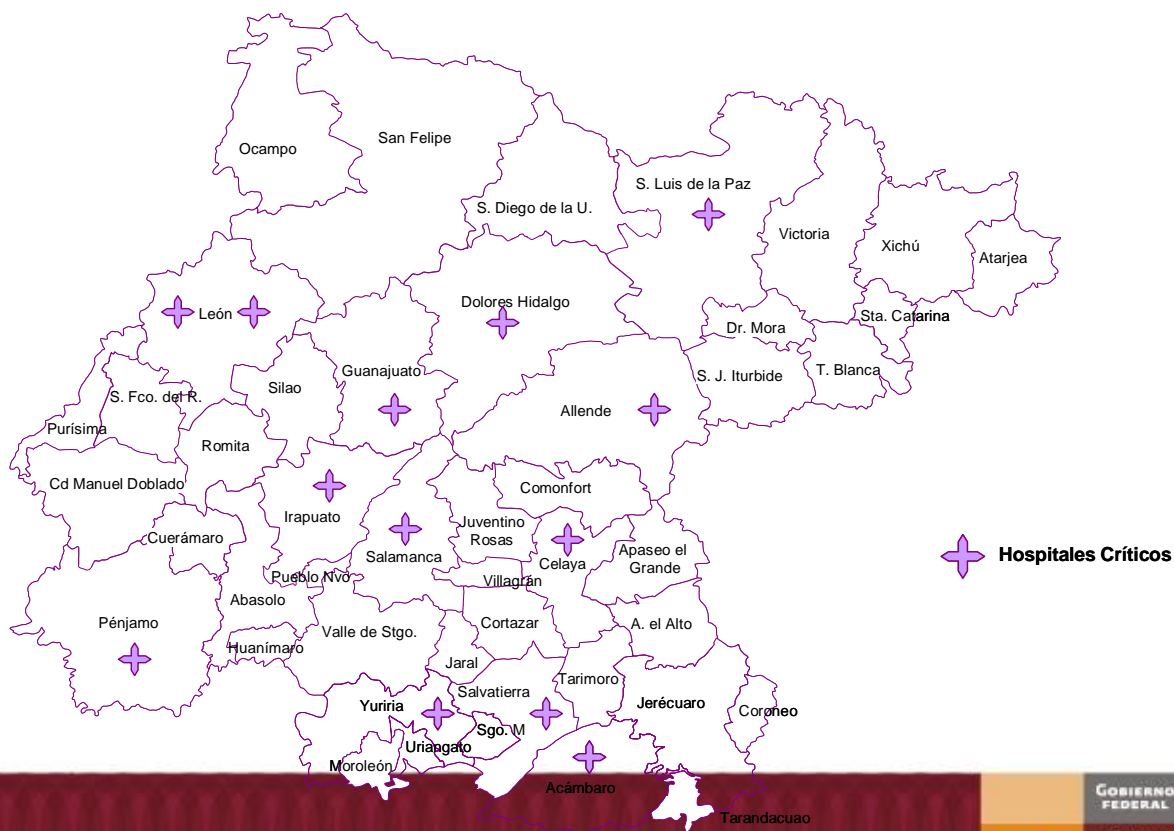 San Felipe
Ocampo
S. Luis de la Paz
S. Diego de la U.
Victoria
Xichú
Atarjea
Dolores Hidalgo
León
Sta. Catarina
Dr. Mora
Guanajuato
S. J. Iturbide
T. Blanca
Silao
S. Fco. del R.
Allende
Purísima
Romita
Cd Manuel Doblado
Comonfort
Irapuato
Juventino
Rosas
Cuerámaro
Salamanca
Celaya
Apaseo el
Grande
Hospitales Críticos
Pueblo Nvo
Villagrán
Abasolo
Pénjamo
Valle de Stgo.
Cortazar
A. el Alto
Huanímaro
Jaral
Tarimoro
Salvatierra
Yuriria
Jerécuaro
Coroneo
Sgo. M
Uriangato
Moroleón
Acámbaro
Tarandacuao
GOBIERNO
FEDERAL